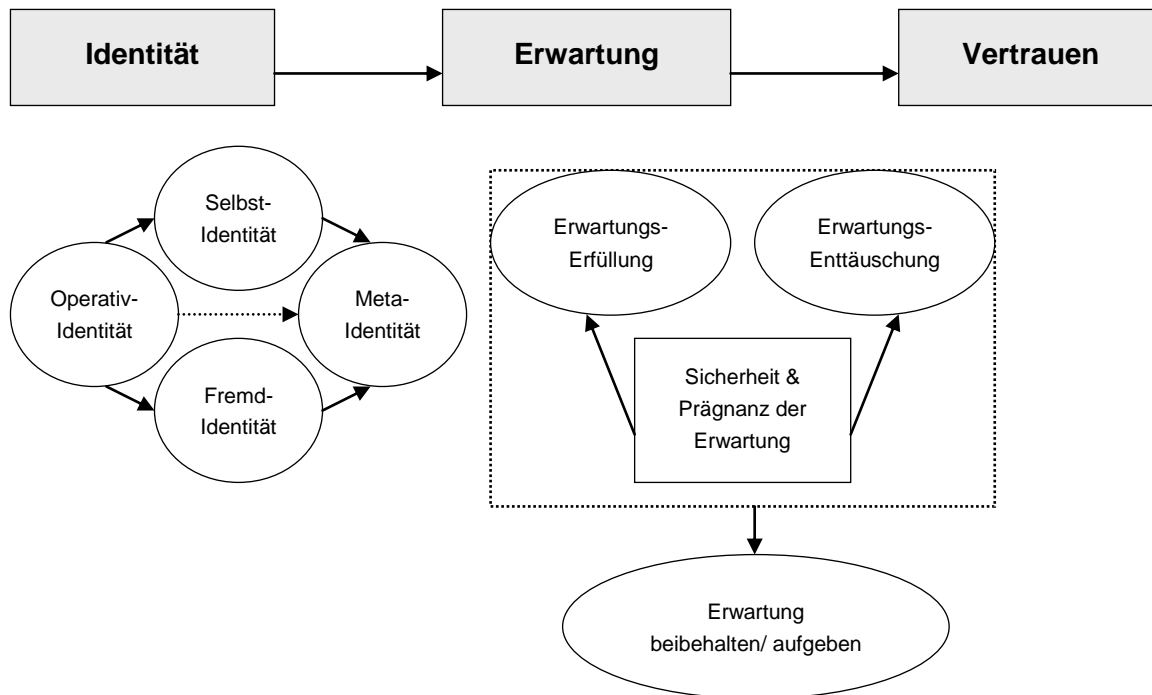 Identität
Erwartung
Vertrauen
Selbst-
Identität
Operativ-
Identität
Meta-
Identität
Fremd-
Identität
Erwartungs-
Erfüllung
Erwartungs-
Enttäuschung
Sicherheit &
Prägnanz der
Erwartung
Erwartung
beibehalten/ aufgeben